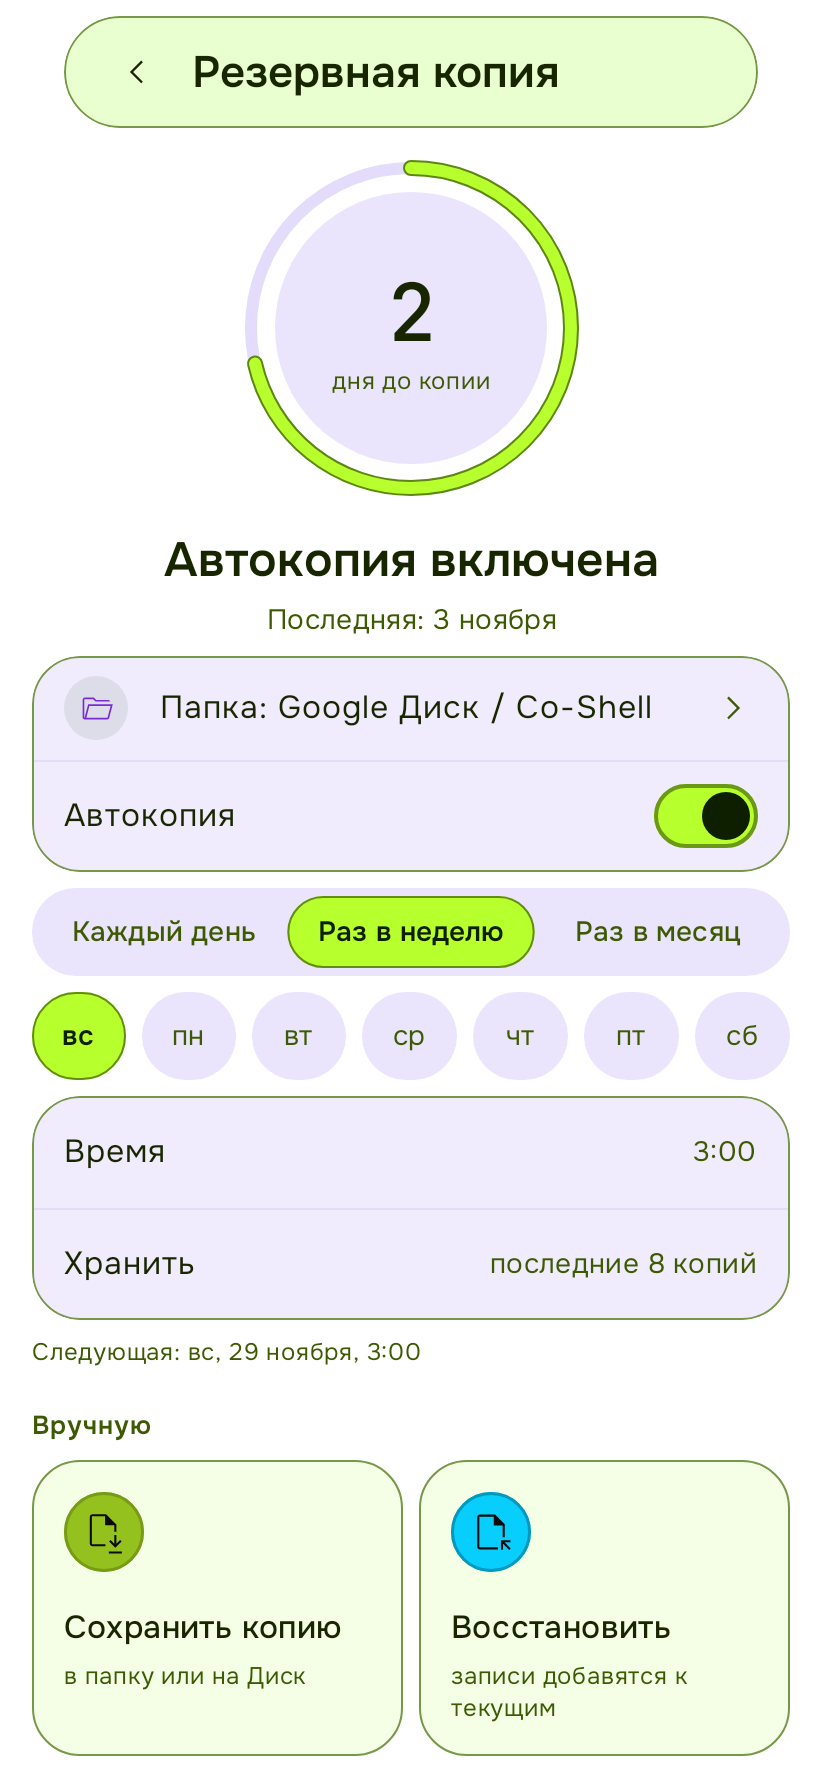 Резервная копия
2
дня до копии
Автокопия включена
Последняя: 3 ноября
Папка: Google Диск / Co-Shell
Автокопия
Каждый день Раз в неделю Раз в месяц
вс пн вт ср чт пт сб
Время 3:00
Хранить последние 8 копий
Следующая: вс, 29 ноября, 3:00
Вручную
Сохранить копию
в папку или на Диск
Восстановить
записи добавятся к
текущим